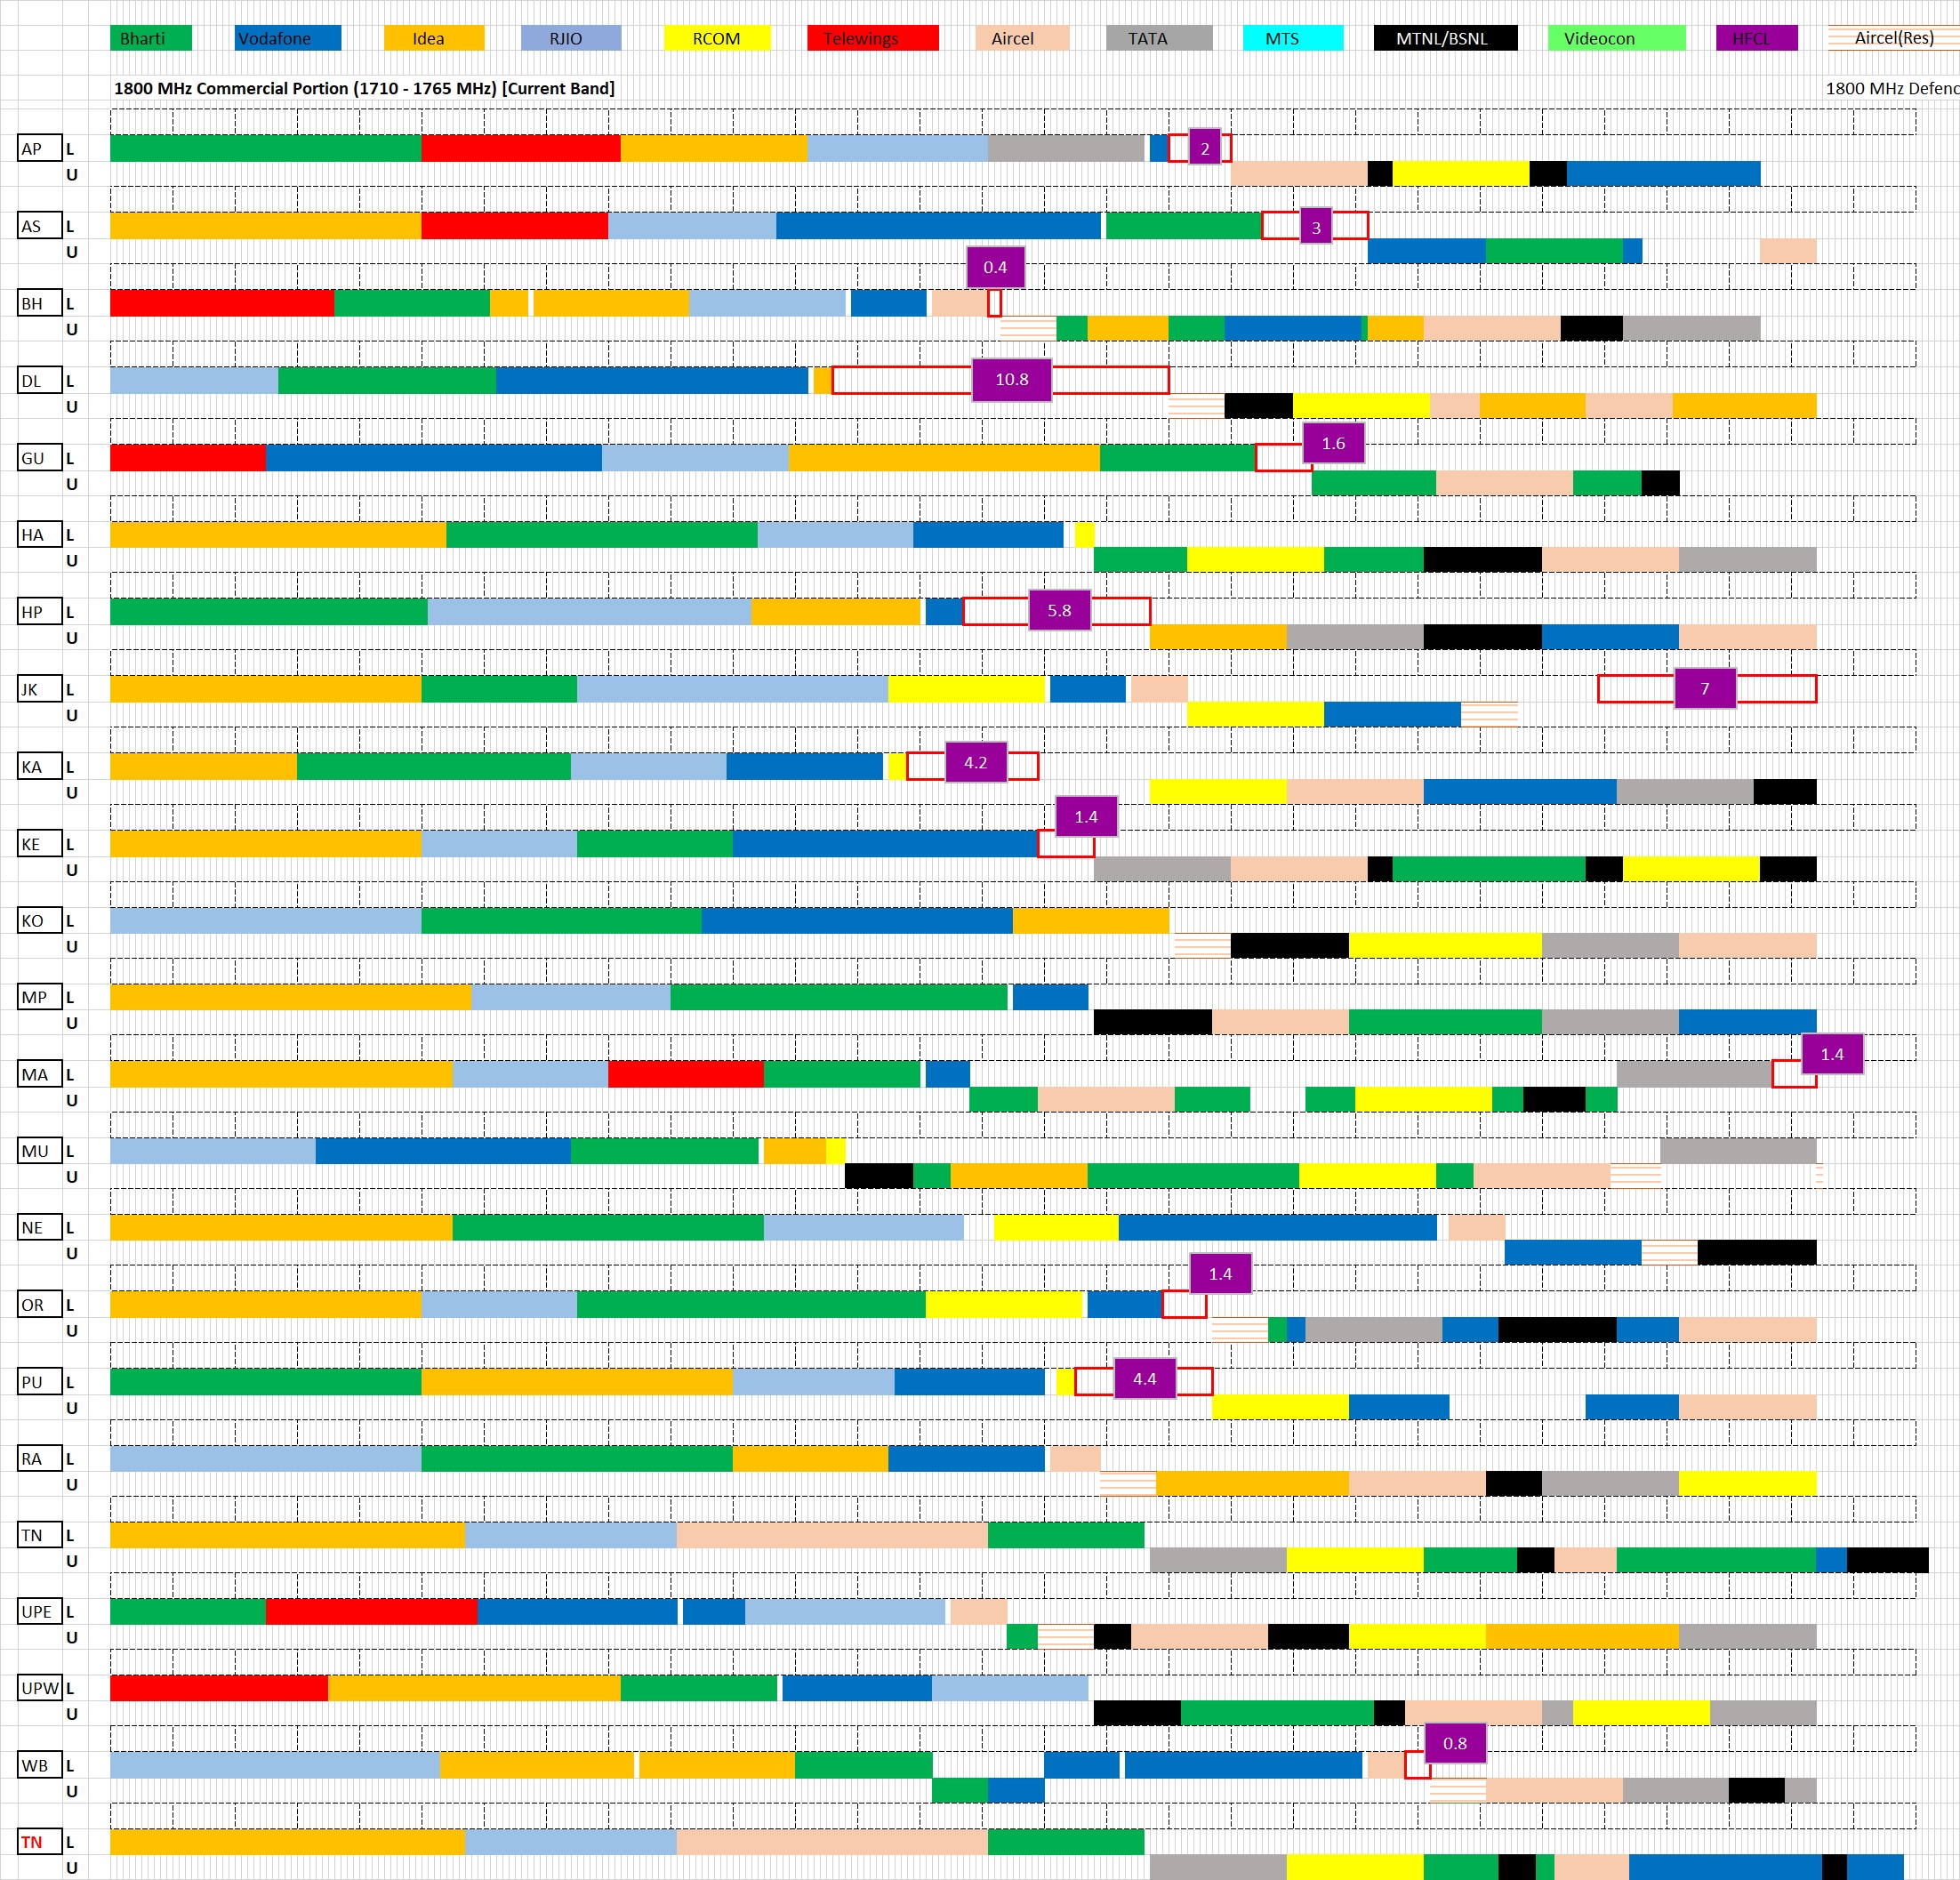 Bharti Vodafone Idea RJIO RCOM Telewings Aircel TATA MTS MTNL/BSNL Videocon HFCL Aircel(Res)
1800 MHz Commercial Portion (1710 - 1765 MHz) [Current Band] 1800 MHz Defenc
AP L 2
U
AS L 3
U
0.4
BH L
U
DL L 10.8
U
1.6
GU L
U
HA L
U
HP L 5.8
U
JK L 7
U
KA L 4.2
U
1.4
KE L
U
KO L
U
MP L
U
1.4
MA L
U
MU L
U
NE L
U
1.4
OR L
U
PU L 4.4
U
RA L
U
TN L
U
UPE L
U
UPW L
U
0.8
WB L
U
TN L
U